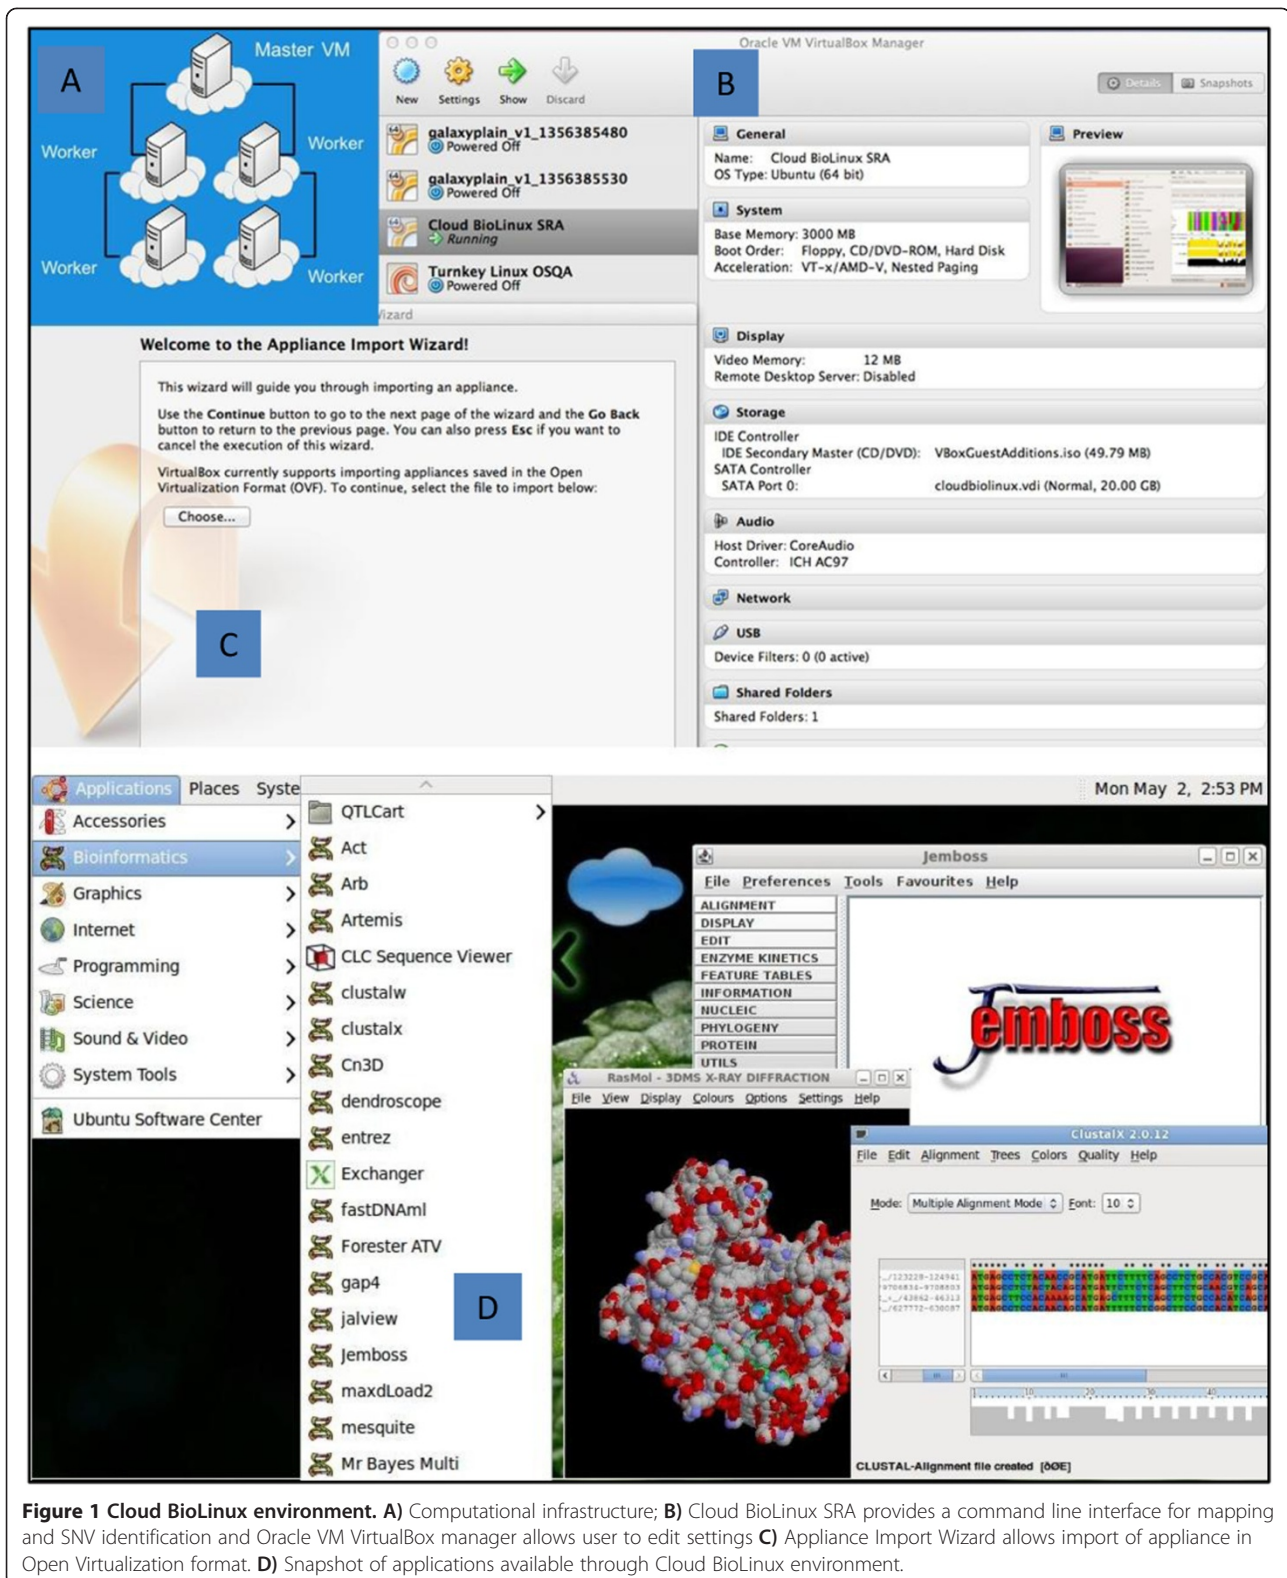 A
Master VM
Worker
Worker
Worker
Worker
Oracle VM VirtualBox Manager
B
New
Settings
Show
Discard
Details
Snapshots
galaxyplain_v1_1356385480
Powered Off
galaxyplain_v1_1356385530
Powered Off
Cloud BioLinux SRA
Running
Turnkey Linux OSQA
Powered Off
General
Name: Cloud BioLinux SRA
OS Type: Ubuntu (64 bit)
Preview
System
Base Memory: 3000 MB
Boot Order: Floppy, CD/DVD-ROM, Hard Disk
Acceleration: VT-x/AMD-V, Nested Paging
Display
Video Memory: 12 MB
Remote Desktop Server: Disabled
Storage
IDE Controller
IDE Secondary Master (CD/DVD): VBoxGuestAdditions.iso (49.79 MB)
SATA Controller
SATA Port 0: cloudbiolinux.vdi (Normal, 20.00 GB)
Audio
Host Driver: CoreAudio
Controller: ICH AC97
Network
USB
Device Filters: 0 (0 active)
Shared Folders
Shared Folders: 1
Wizard
Welcome to the Appliance Import Wizard!
This wizard will guide you through importing an appliance.
Use the Continue button to go to the next page of the wizard and the Go Back
button to return to the previous page. You can also press Esc if you want to
cancel the execution of this wizard.
VirtualBox currently supports importing appliances saved in the Open
Virtualization Format (OVF). To continue, select the file to import below:
Choose...
C
Applications Places Syste
Mon May 2, 2:53 PM
Accessories
Bioinformatics
Graphics
Internet
Programming
Science
Sound & Video
System Tools
Ubuntu Software Center
QTLCart
Act
Arb
Artemis
CLC Sequence Viewer
clustalw
clustalx
Cn3D
dendroscope
entrez
Exchanger
fastDNAml
Forester ATV
gap4
jalview
Jemboss
maxdLoad2
mesquite
Mr Bayes Multi
D
Jemboss
File Preferences Tools Favourites Help
ALIGNMENT
DISPLAY
EDIT
ENZYME KINETICS
FEATURE TABLES
INFORMATION
NUCLEIC
PHYLOGENY
PROTEIN
UTILS
Jemboss
RasMol - 3DMS X-RAY DIFFRACTION
File View Display Colours Options Settings Help
ClustalX 2.0.12
File Edit Alignment Trees Colors Quality Help
Mode: Multiple Alignment Mode Font: 10
10 20 30 40
CLUSTAL-Alignment file created [ðØE]
Figure 1 Cloud BioLinux environment. A) Computational infrastructure; B) Cloud BioLinux SRA provides a command line interface for mapping
and SNV identification and Oracle VM VirtualBox manager allows user to edit settings C) Appliance Import Wizard allows import of appliance in
Open Virtualization format. D) Snapshot of applications available through Cloud BioLinux environment.